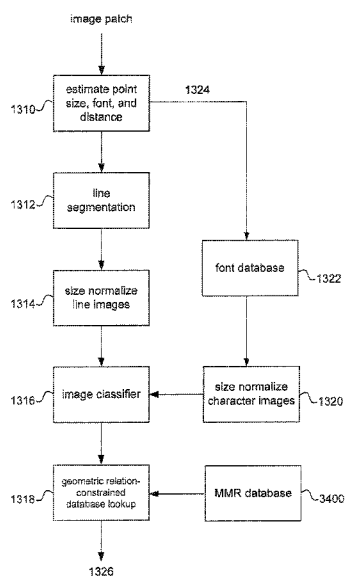 image patch
estimate point
size, font, and
distance
1310
1324
line
segmentation
1312
font database
1322
size normalize
line images
1314
image classifier
1316
size normalize
character images
1320
geometric relation-
constrained
database lookup
1318
MMR database
3400
1326